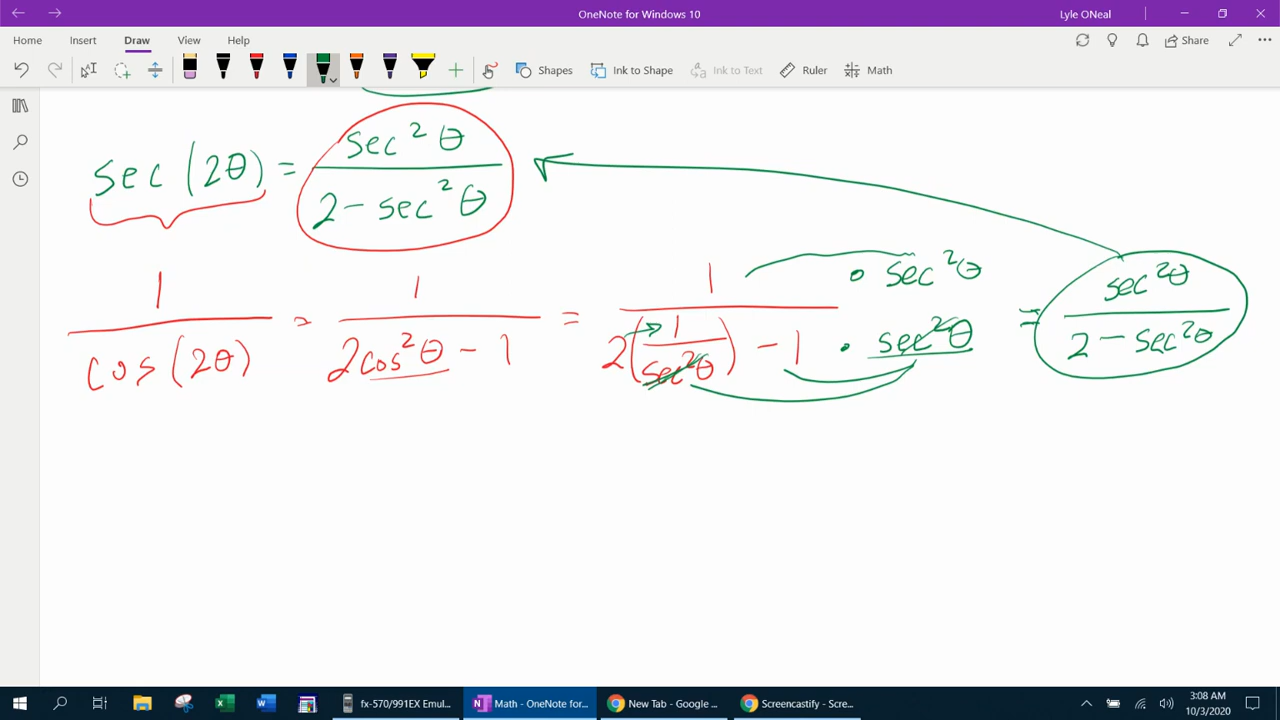 OneNote for Windows 10
Lyle ONeal
Home Insert Draw View Help
Share
Shapes Ink to Shape Ink to Text Ruler Math
sec (2θ) = sec²θ / (2 - sec²θ)
1 / cos(2θ) = 1 / (2cos²θ - 1) = 1 / (2(1/sec²θ) - 1) · sec²θ / · sec²θ = sec²θ / (2 - sec²θ)
fx-570/991EX Emul... Math - OneNote for... New Tab - Google ... Screencastify - Scre...
3:08 AM
10/3/2020